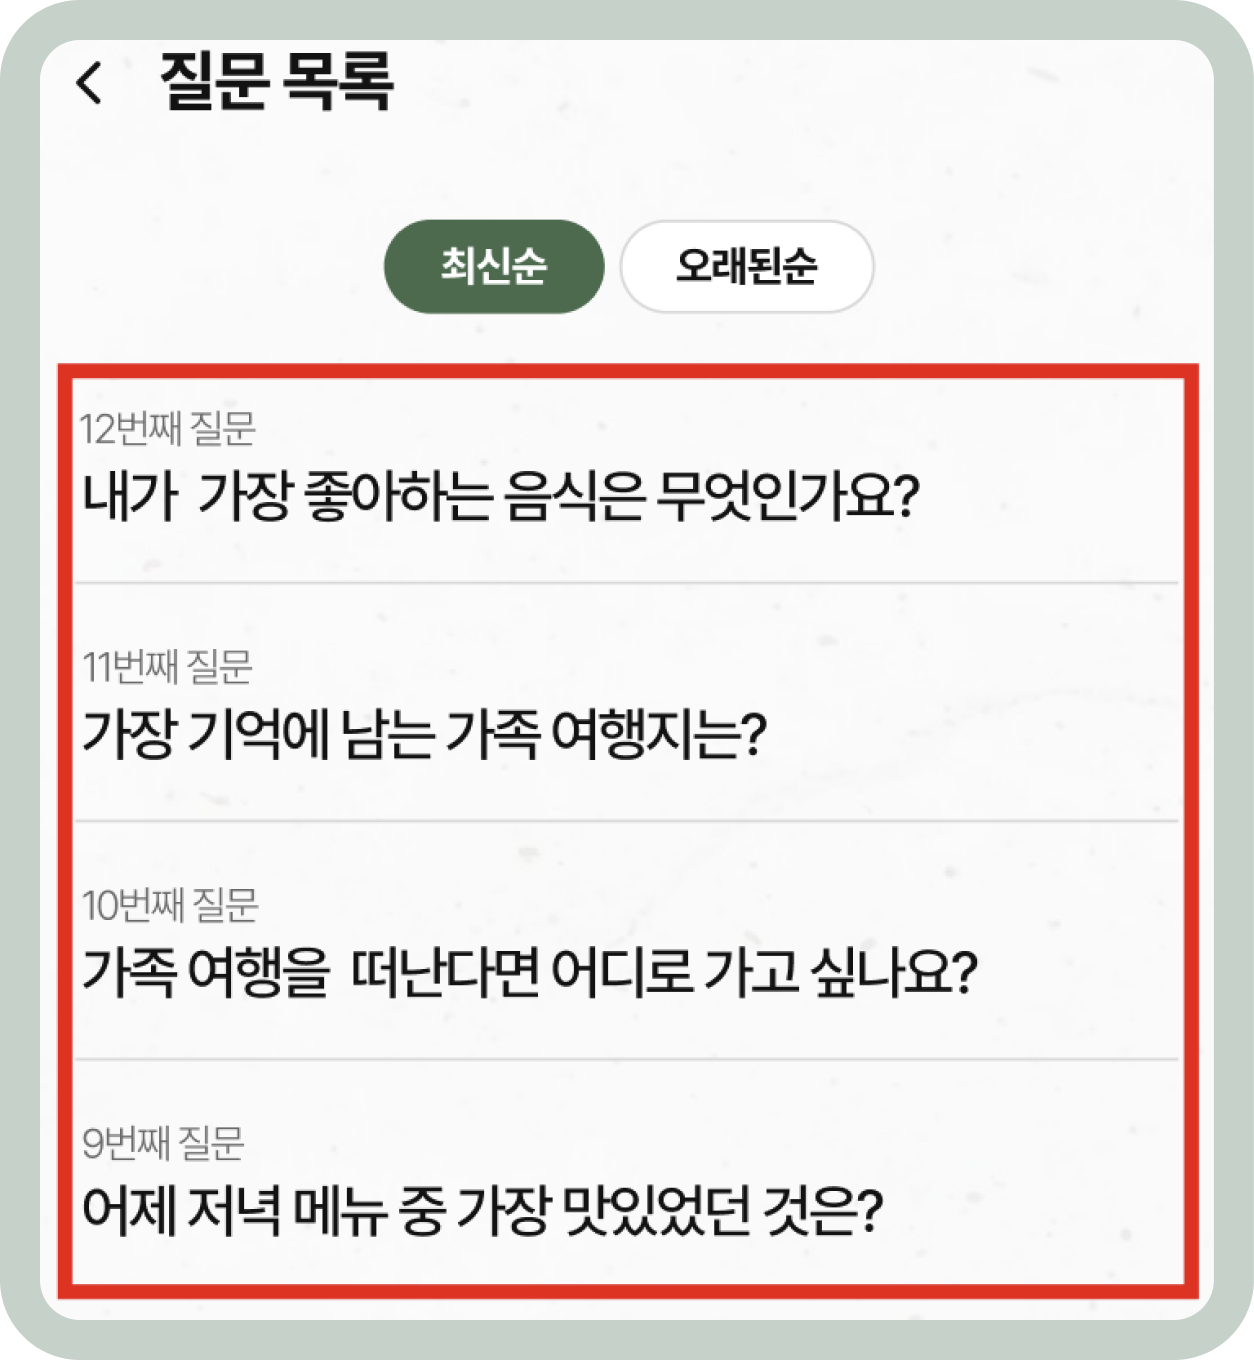 질문 목록
최신순 오래된순
12번째 질문
내가 가장 좋아하는 음식은 무엇인가요?
11번째 질문
가장 기억에 남는 가족 여행지는?
10번째 질문
가족 여행을 떠난다면 어디로 가고 싶나요?
9번째 질문
어제 저녁 메뉴 중 가장 맛있었던 것은?